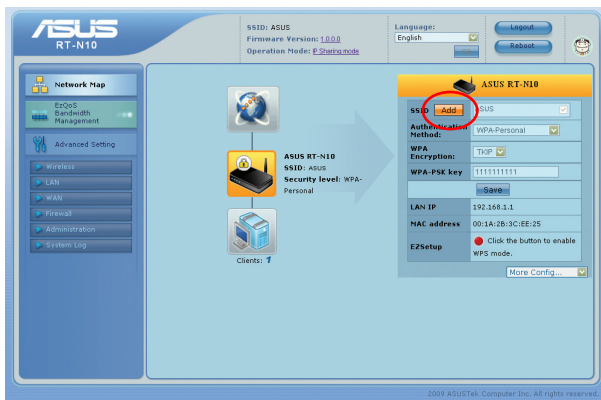 ASUS
RT-N10
SSID: ASUS
Firmware Version: 1.0.0.0
Operation Mode: IP Sharing mode
Language:
English
Logout
Reboot
Network Map
EzQoS
Bandwidth
Management
Advanced Setting
Wireless
LAN
WAN
Firewall
Administration
System Log
ASUS RT-N10
SSID: ASUS
Security level: WPA-
Personal
Clients: 1
ASUS RT-N10
SSID Add ASUS
Authentication
Method: WPA-Personal
WPA
Encryption: TKIP
WPA-PSK key 1111111111
Save
LAN IP 192.168.1.1
MAC address 00:1A:2B:3C:EE:25
EZSetup Click the button to enable
WPS mode.
More Config...
2009 ASUSTek Computer Inc. All rights reserved